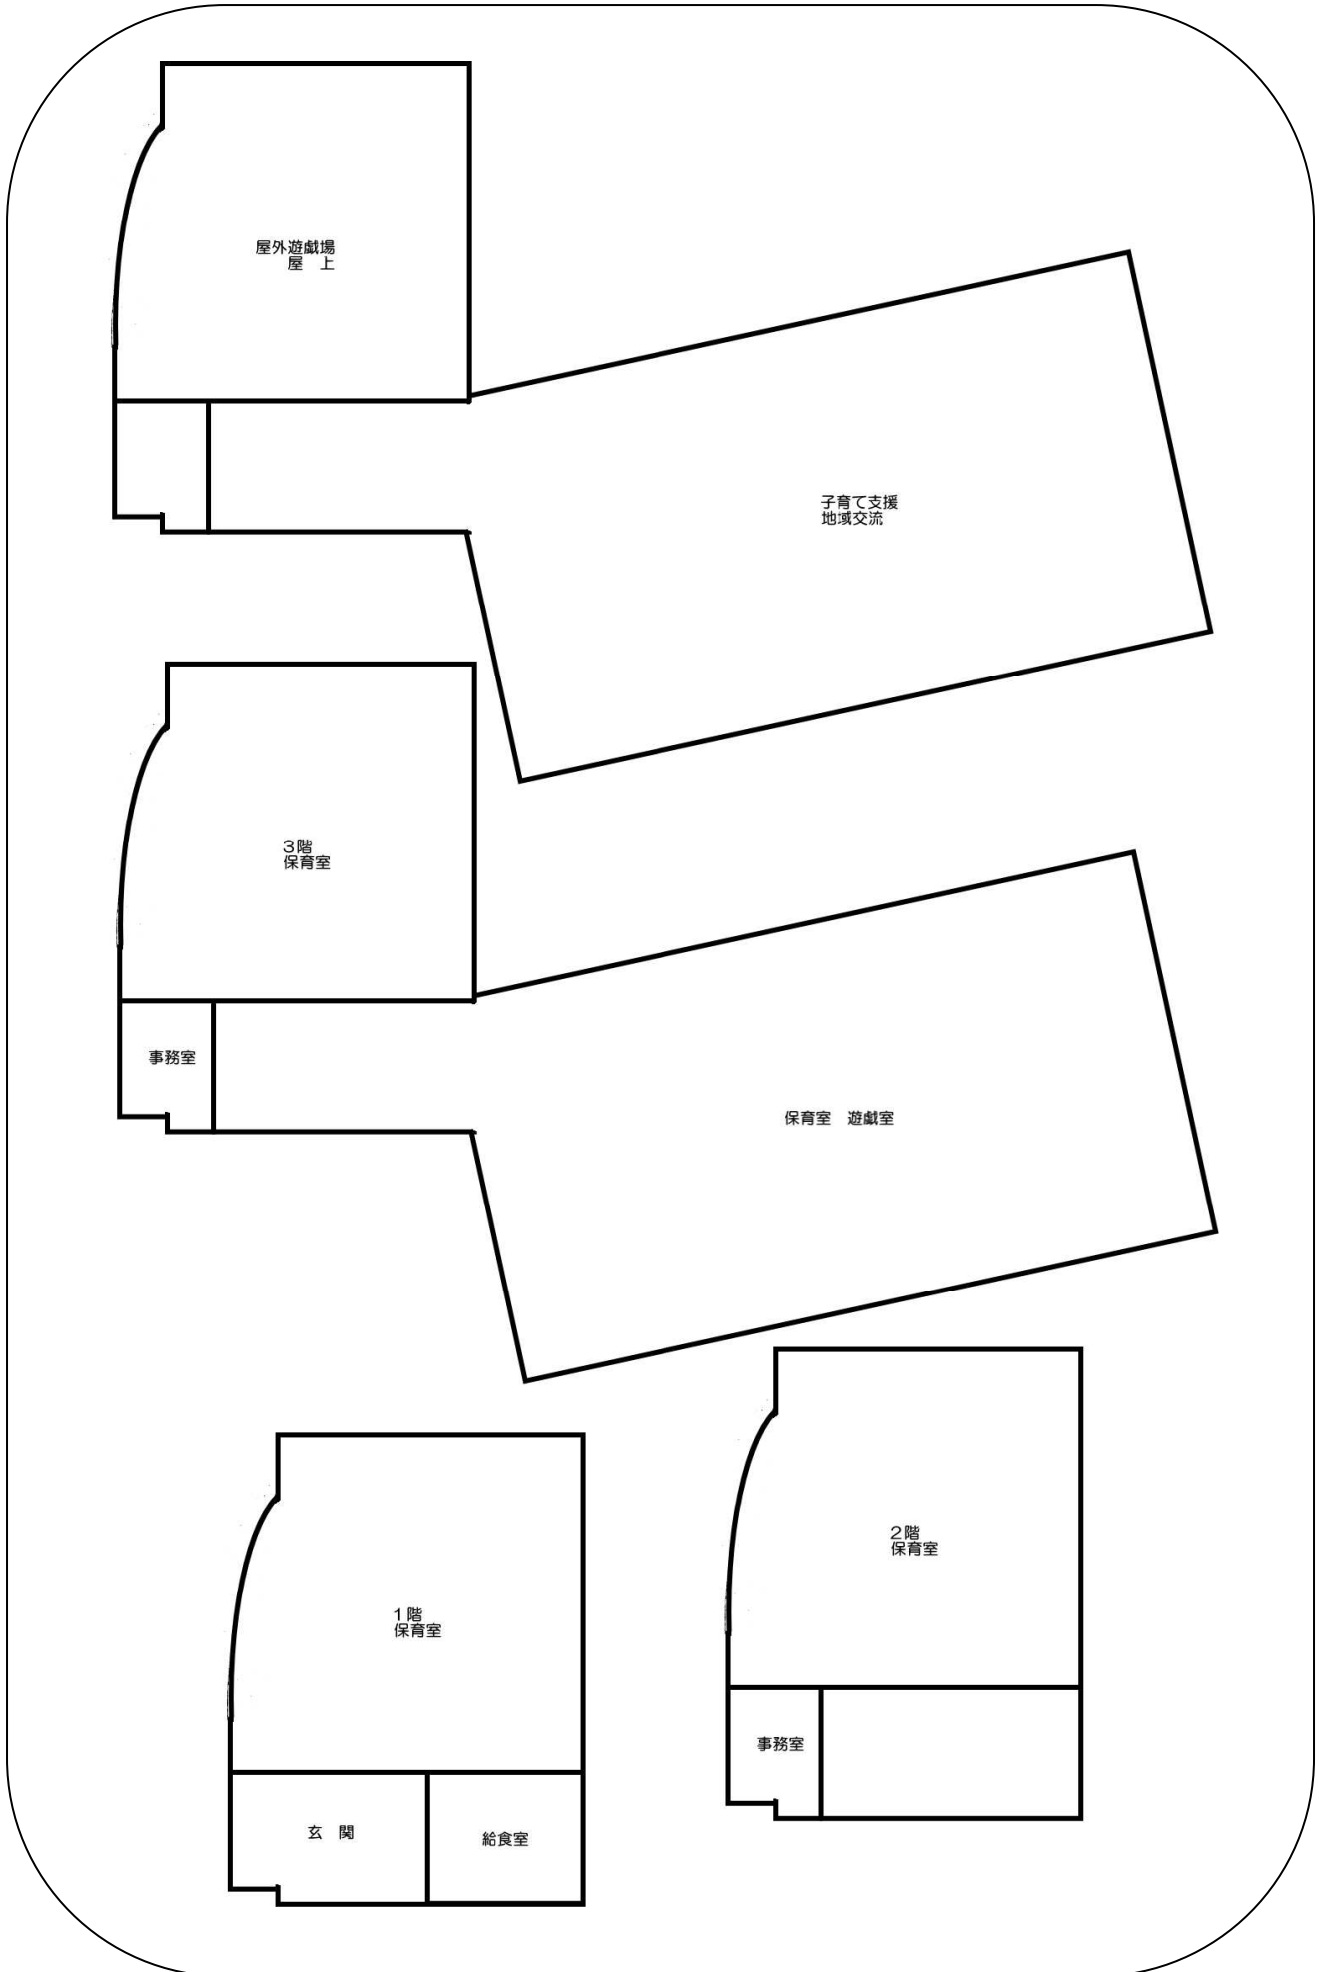 屋外遊戯場
屋　上
子育て支援
地域交流
３階
保育室
事務室
保育室　遊戯室
１階
保育室
玄　関
給食室
２階
保育室
事務室